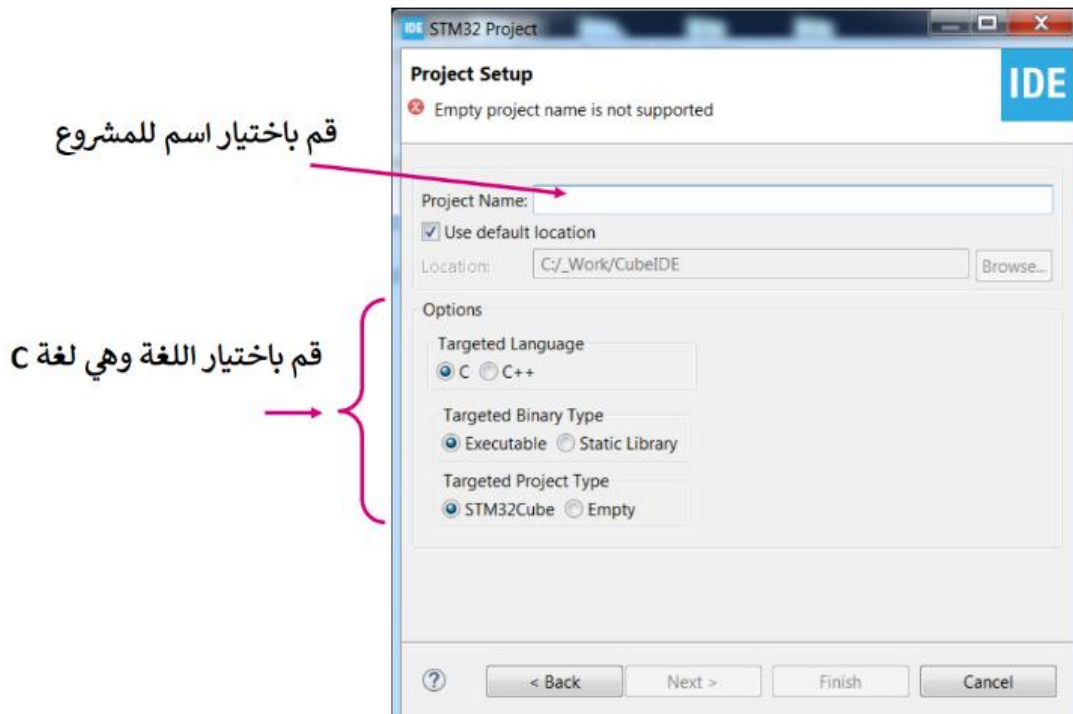 IDE STM32 Project
Project Setup
IDE
Empty project name is not supported
قم باختيار اسم للمشروع
Project Name:
Use default location
Location: C:/_Work/CubeIDE Browse...
Options
قم باختيار اللغة وهي لغة C
Targeted Language
C C++
Targeted Binary Type
Executable Static Library
Targeted Project Type
STM32Cube Empty
? < Back Next > Finish Cancel